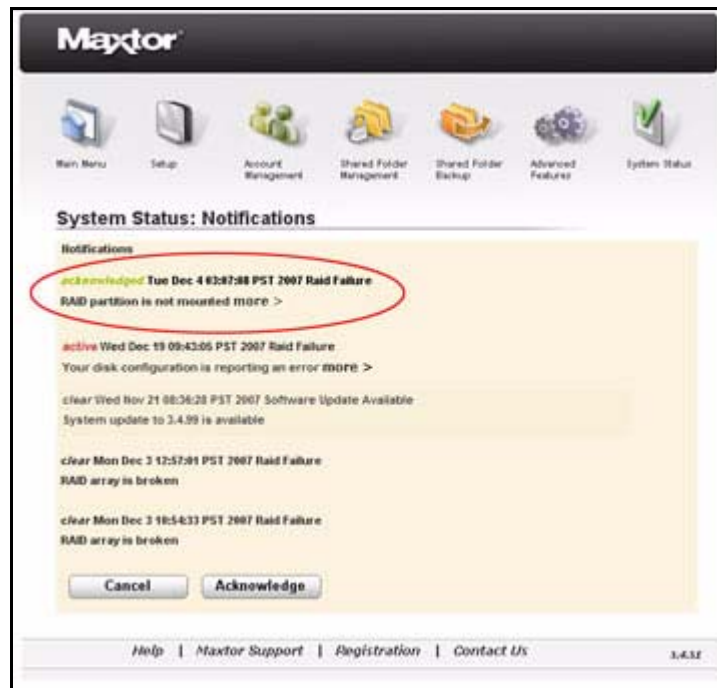 Maxtor
Main Menu
Setup
Account
Management
Shared Folder
Management
Shared Folder
Backup
Advanced
Features
System Status
System Status: Notifications
Notifications
acknowledged Tue Dec 4 03:07:08 PST 2007 Raid Failure
RAID partition is not mounted more >
active Wed Dec 19 09:43:05 PST 2007 Raid Failure
Your disk configuration is reporting an error more >
clear Wed Nov 21 08:36:28 PST 2007 Software Update Available
System update to 3.4.99 is available
clear Mon Dec 3 12:57:01 PST 2007 Raid Failure
RAID array is broken
clear Mon Dec 3 10:54:33 PST 2007 Raid Failure
RAID array is broken
Cancel Acknowledge
Help | Maxtor Support | Registration | Contact Us